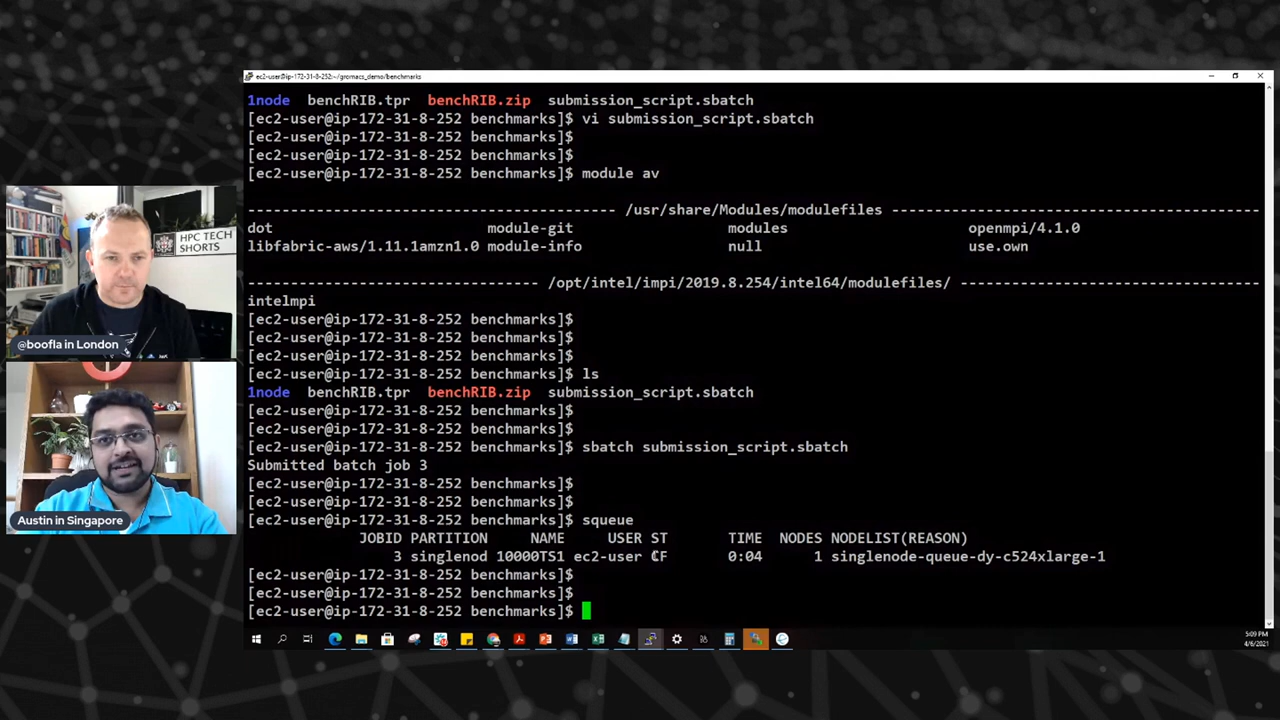 ec2-user@ip-172-31-8-252:~/gromacs_demo/benchmarks
1node benchRIB.tpr benchRIB.zip submission_script.sbatch
[ec2-user@ip-172-31-8-252 benchmarks]$ vi submission_script.sbatch
[ec2-user@ip-172-31-8-252 benchmarks]$
[ec2-user@ip-172-31-8-252 benchmarks]$
[ec2-user@ip-172-31-8-252 benchmarks]$ module av
------------------------------------------- /usr/share/Modules/modulefiles -------------------------------------------
dot module-git modules openmpi/4.1.0
libfabric-aws/1.11.1amzn1.0 module-info null use.own
---------------------------------- /opt/intel/impi/2019.8.254/intel64/modulefiles/ -----------------------------------
intelmpi
[ec2-user@ip-172-31-8-252 benchmarks]$
[ec2-user@ip-172-31-8-252 benchmarks]$
[ec2-user@ip-172-31-8-252 benchmarks]$
[ec2-user@ip-172-31-8-252 benchmarks]$ ls
1node benchRIB.tpr benchRIB.zip submission_script.sbatch
[ec2-user@ip-172-31-8-252 benchmarks]$
[ec2-user@ip-172-31-8-252 benchmarks]$
[ec2-user@ip-172-31-8-252 benchmarks]$ sbatch submission_script.sbatch
Submitted batch job 3
[ec2-user@ip-172-31-8-252 benchmarks]$
[ec2-user@ip-172-31-8-252 benchmarks]$
[ec2-user@ip-172-31-8-252 benchmarks]$ squeue
JOBID PARTITION NAME USER ST TIME NODES NODELIST(REASON)
3 singlenod 10000TS1 ec2-user CF 0:04 1 singlenode-queue-dy-c524xlarge-1
[ec2-user@ip-172-31-8-252 benchmarks]$
[ec2-user@ip-172-31-8-252 benchmarks]$
[ec2-user@ip-172-31-8-252 benchmarks]$
HPC TECH
SHORTS
@boofla in London
Austin in Singapore
5:09 PM
4/6/2021